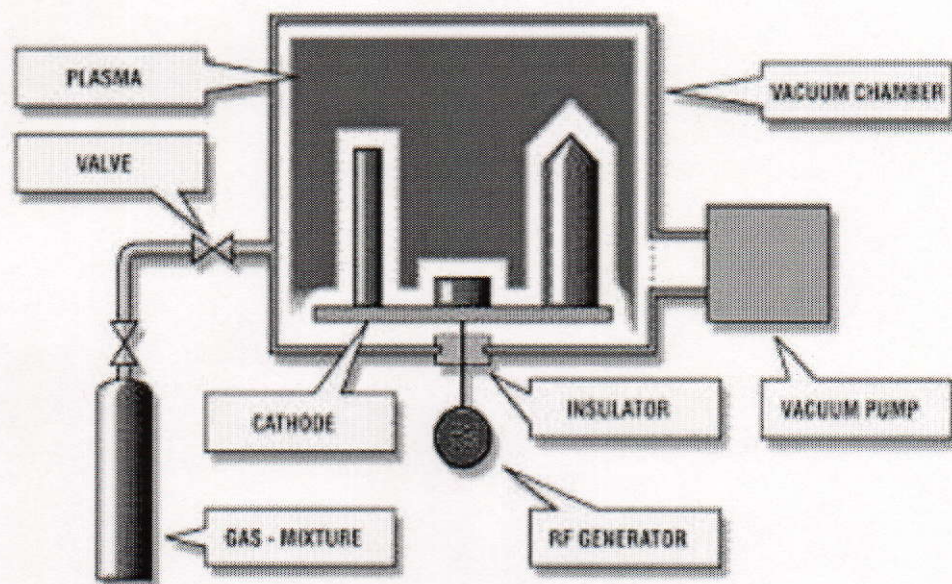 PLASMA
VACUUM CHAMBER
VALVE
CATHODE
INSULATOR
VACUUM PUMP
GAS - MIXTURE
RF GENERATOR